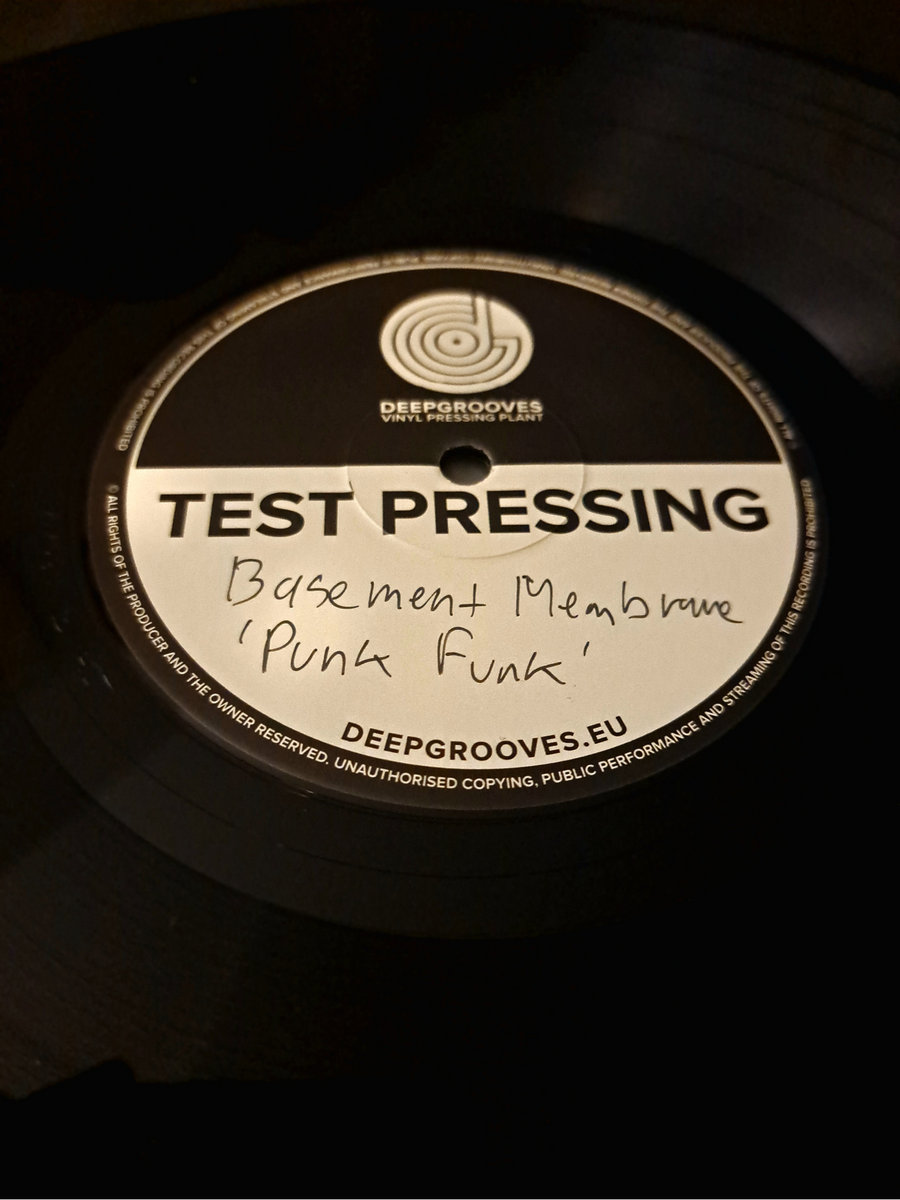 DEEPGROOVES
VINYL PRESSING PLANT
TEST PRESSING
Basement Membrane
'Punk Funk'
DEEPGROOVES.EU
© ALL RIGHTS OF THE PRODUCER AND THE OWNER RESERVED. UNAUTHORISED COPYING, PUBLIC PERFORMANCE AND STREAMING OF THIS RECORDING IS PROHIBITED